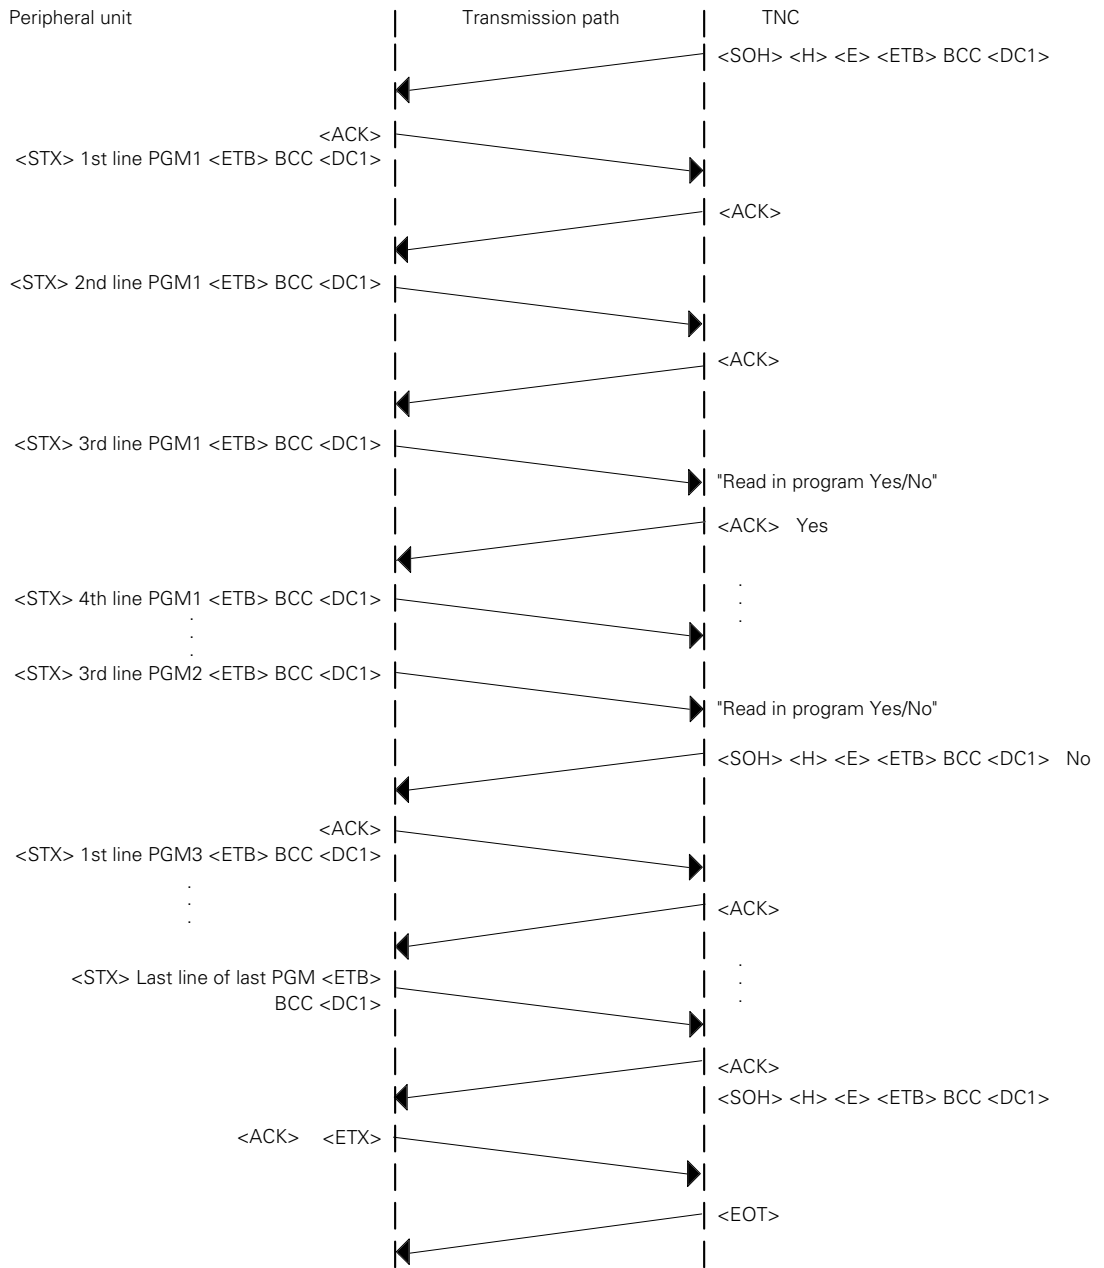 Peripheral unit
Transmission path
TNC
<SOH> <H> <E> <ETB> BCC <DC1>
<ACK>
<STX> 1st line PGM1 <ETB> BCC <DC1>
<ACK>
<STX> 2nd line PGM1 <ETB> BCC <DC1>
<ACK>
<STX> 3rd line PGM1 <ETB> BCC <DC1>
"Read in program Yes/No"
<ACK> Yes
<STX> 4th line PGM1 <ETB> BCC <DC1>
.
.
.
.
.
.
<STX> 3rd line PGM2 <ETB> BCC <DC1>
"Read in program Yes/No"
<SOH> <H> <E> <ETB> BCC <DC1> No
<ACK>
<STX> 1st line PGM3 <ETB> BCC <DC1>
.
.
.
<ACK>
.
.
.
<STX> Last line of last PGM <ETB>
BCC <DC1>
<ACK>
<SOH> <H> <E> <ETB> BCC <DC1>
<ACK> <ETX>
<EOT>